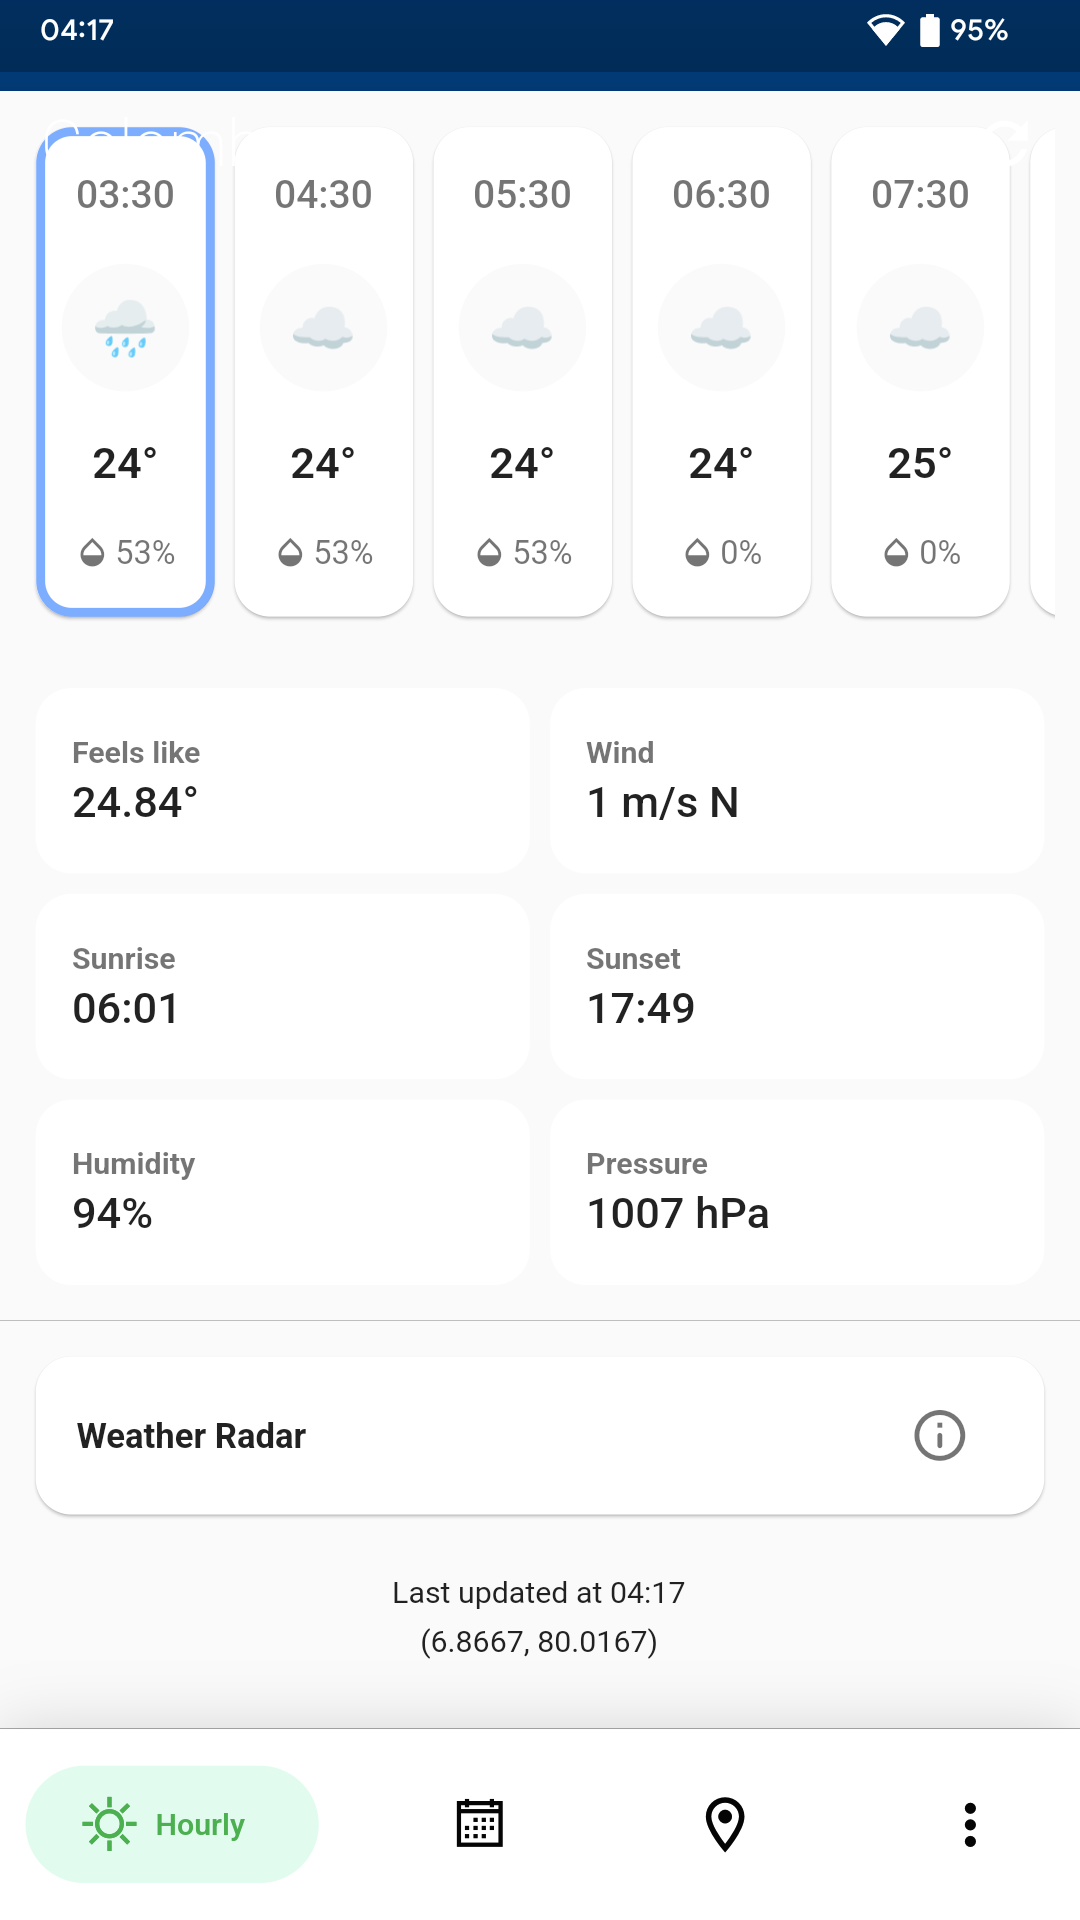 04:17 95%
03:30 04:30 05:30 06:30 07:30
24° 24° 24° 24° 25°
53% 53% 53% 0% 0%
Feels like Wind
24.84° 1 m/s N
Sunrise Sunset
06:01 17:49
Humidity Pressure
94% 1007 hPa
Weather Radar
Last updated at 04:17
(6.8667, 80.0167)
Hourly